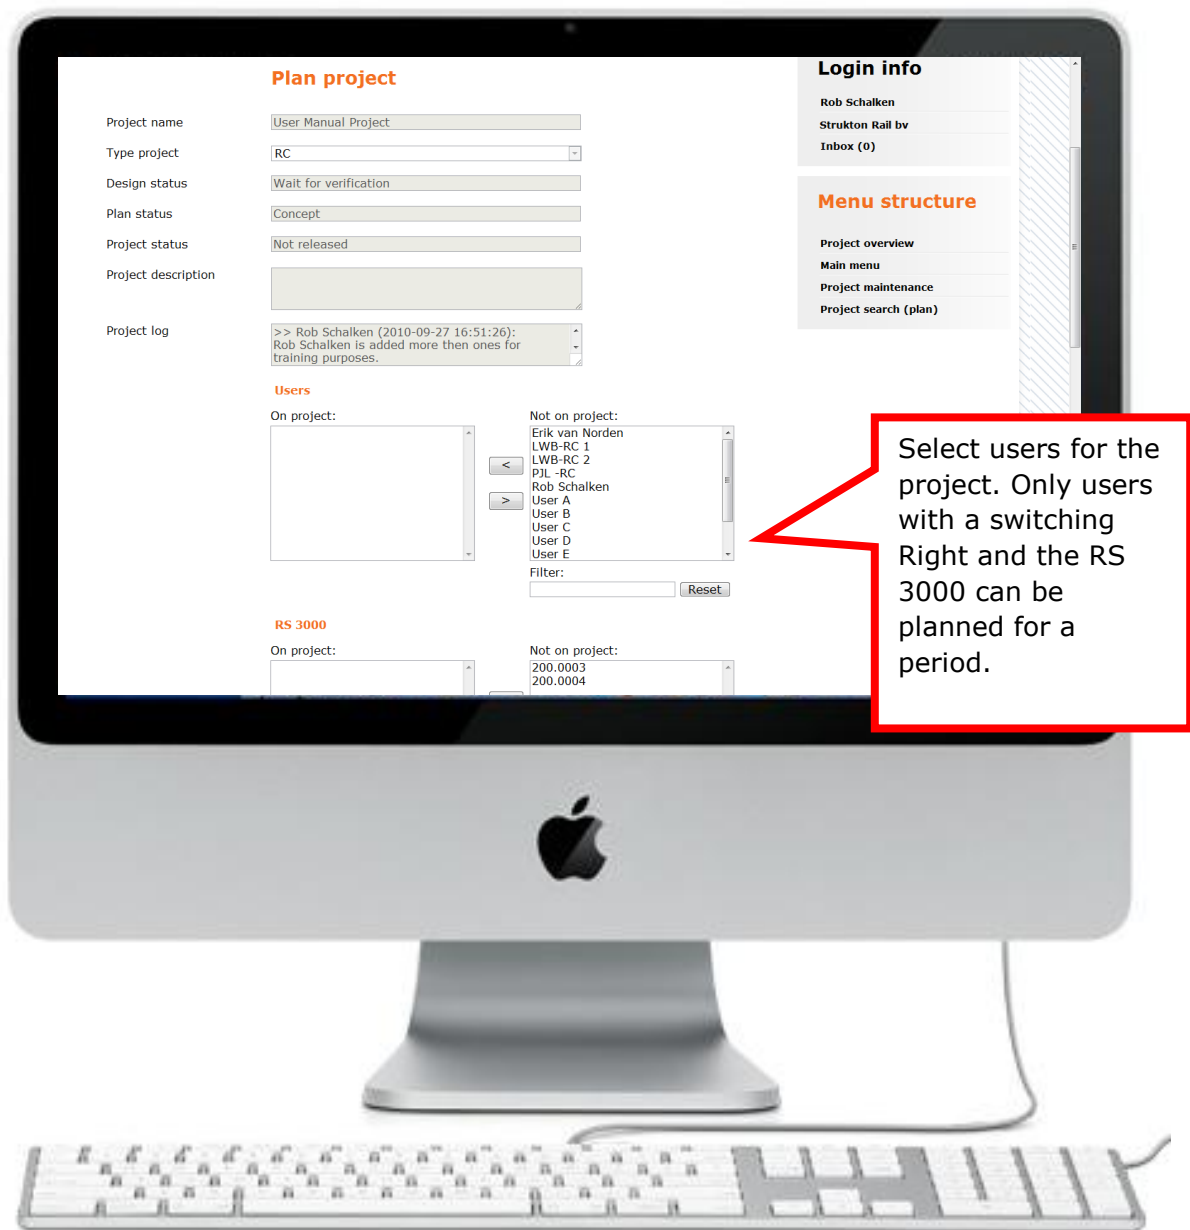 Plan project
Project name
User Manual Project
Type project
RC
Design status
Wait for verification
Plan status
Concept
Project status
Not released
Project description
Project log
>> Rob Schalken (2010-09-27 16:51:26):
Rob Schalken is added more then ones for
training purposes.
Users
On project:
Not on project:
Erik van Norden
LWB-RC 1
LWB-RC 2
PJL -RC
Rob Schalken
User A
User B
User C
User D
User E
<
>
Filter:
Reset
RS 3000
On project:
Not on project:
200.0003
200.0004
Login info
Rob Schalken
Strukton Rail bv
Inbox (0)
Menu structure
Project overview
Main menu
Project maintenance
Project search (plan)
Select users for the
project. Only users
with a switching
Right and the RS
3000 can be
planned for a
period.